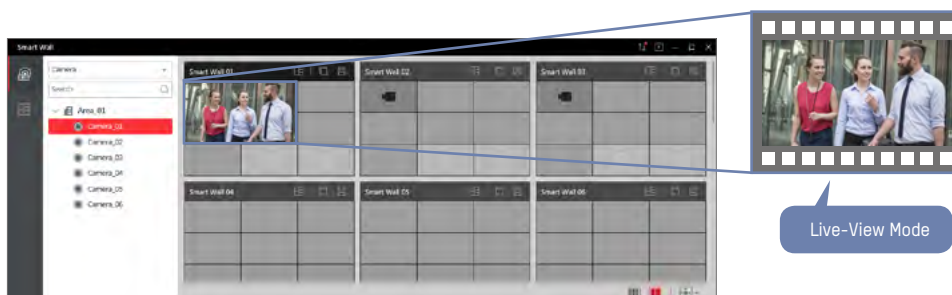 Smart Wall
Camera
Search
Area_01
Camera_01
Camera_02
Camera_03
Camera_04
Camera_05
Camera_06
Smart Wall 01
Smart Wall 02
Smart Wall 03
Smart Wall 04
Smart Wall 05
Smart Wall 06
Live-View Mode